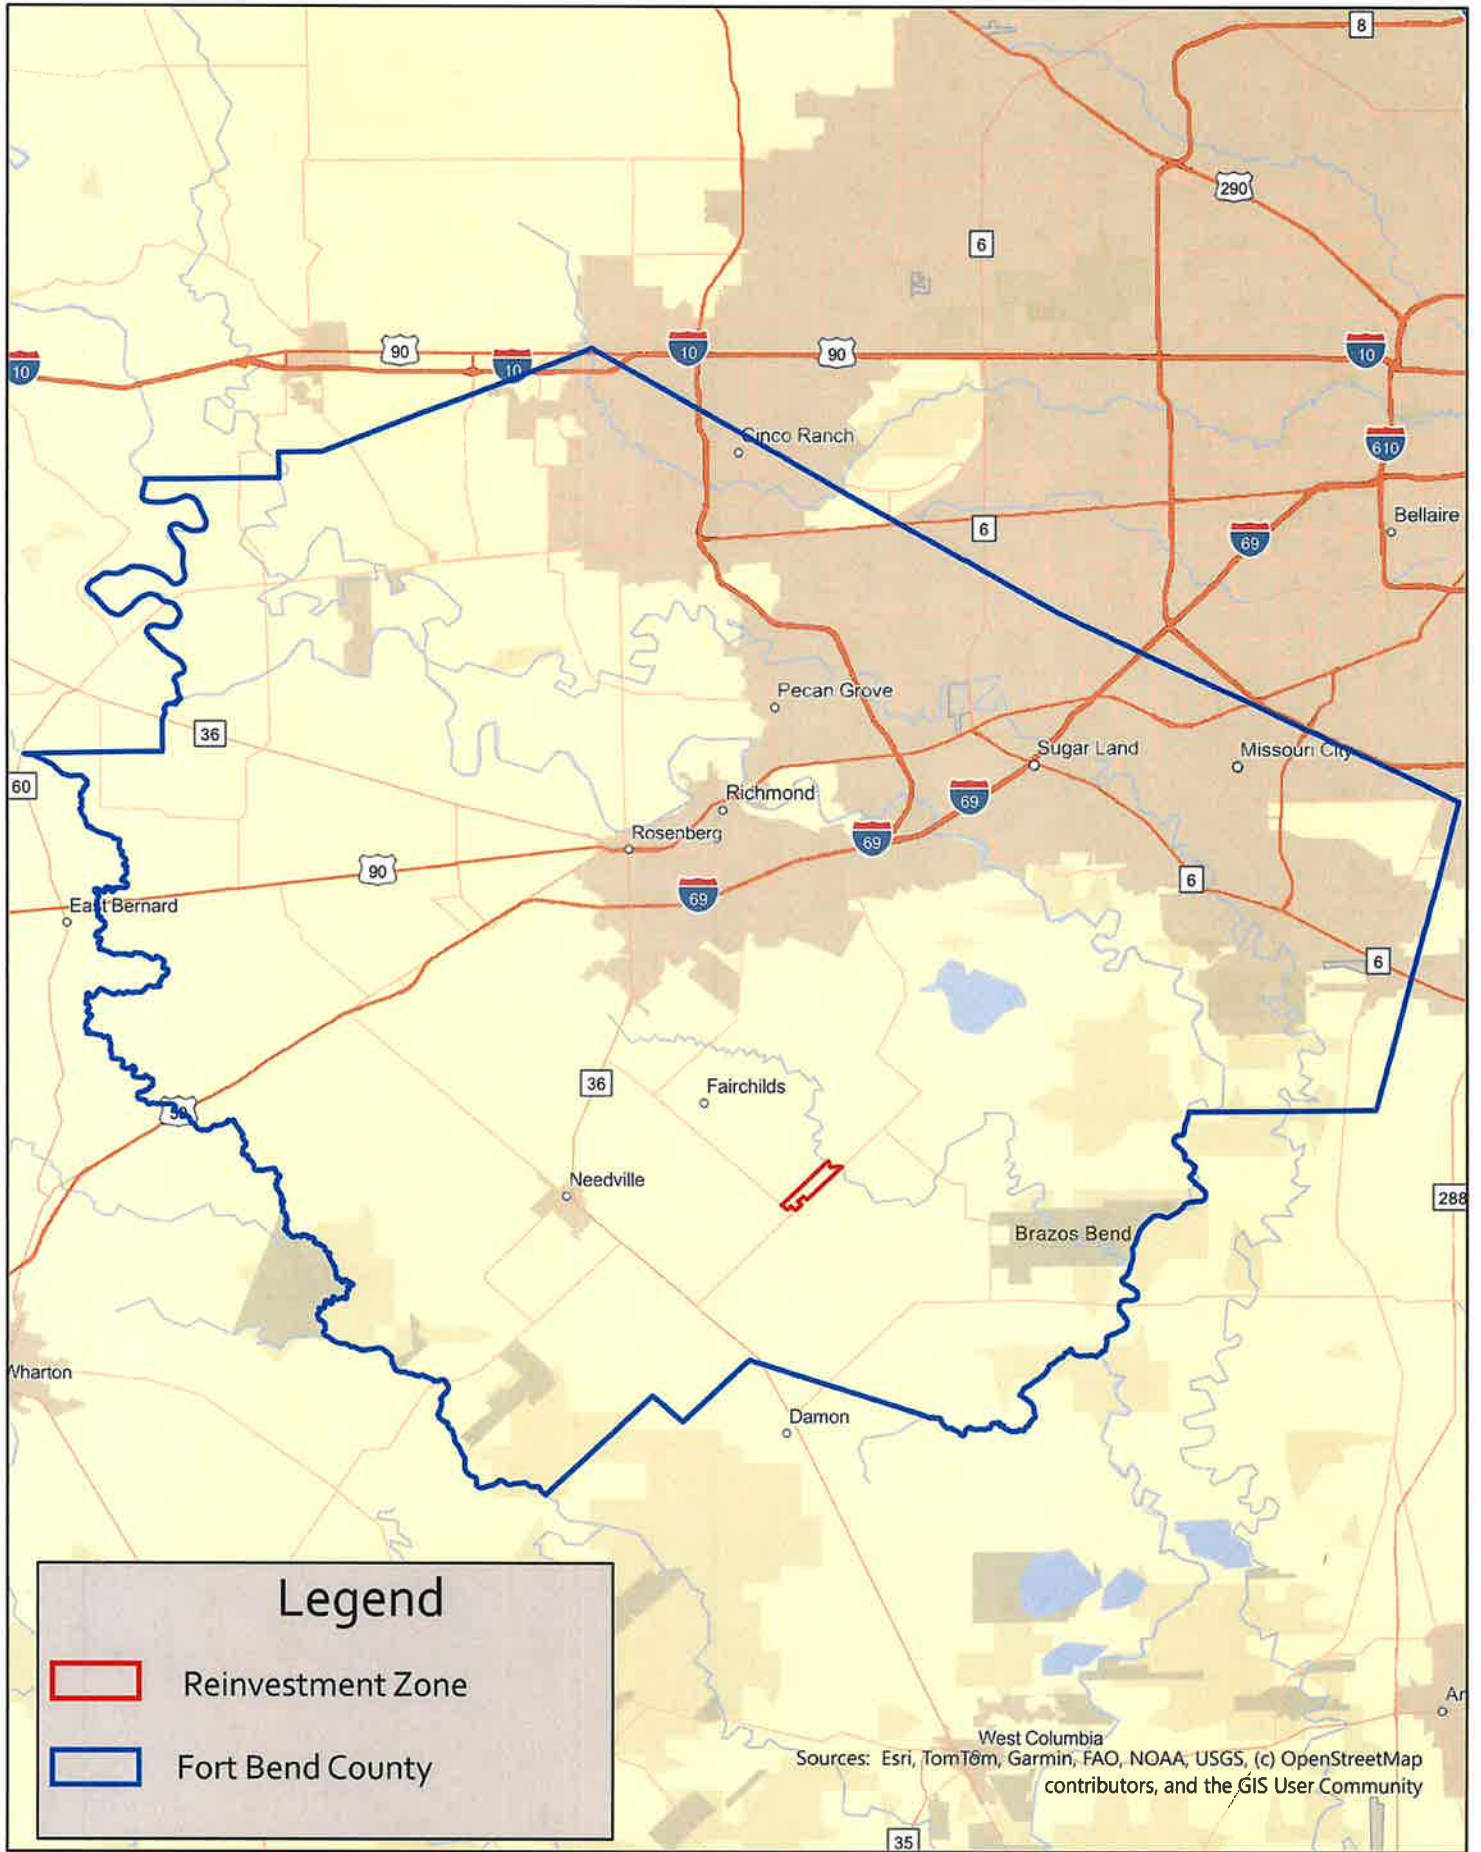 8
290
6
90
90
10
10
10
10
Cinco Ranch
610
6
Bellaire
69
Pecan Grove
36
Sugar Land
Missouri City
60
Richmond
69
Rosenberg
69
90
6
69
East Bernard
6
36
Fairchilds
59
Needville
288
Brazos Bend
Wharton
Damon
Legend
Reinvestment Zone
Fort Bend County
An
West Columbia
Sources: Esri, TomTom, Garmin, FAO, NOAA, USGS, (c) OpenStreetMap
contributors, and the GIS User Community
35